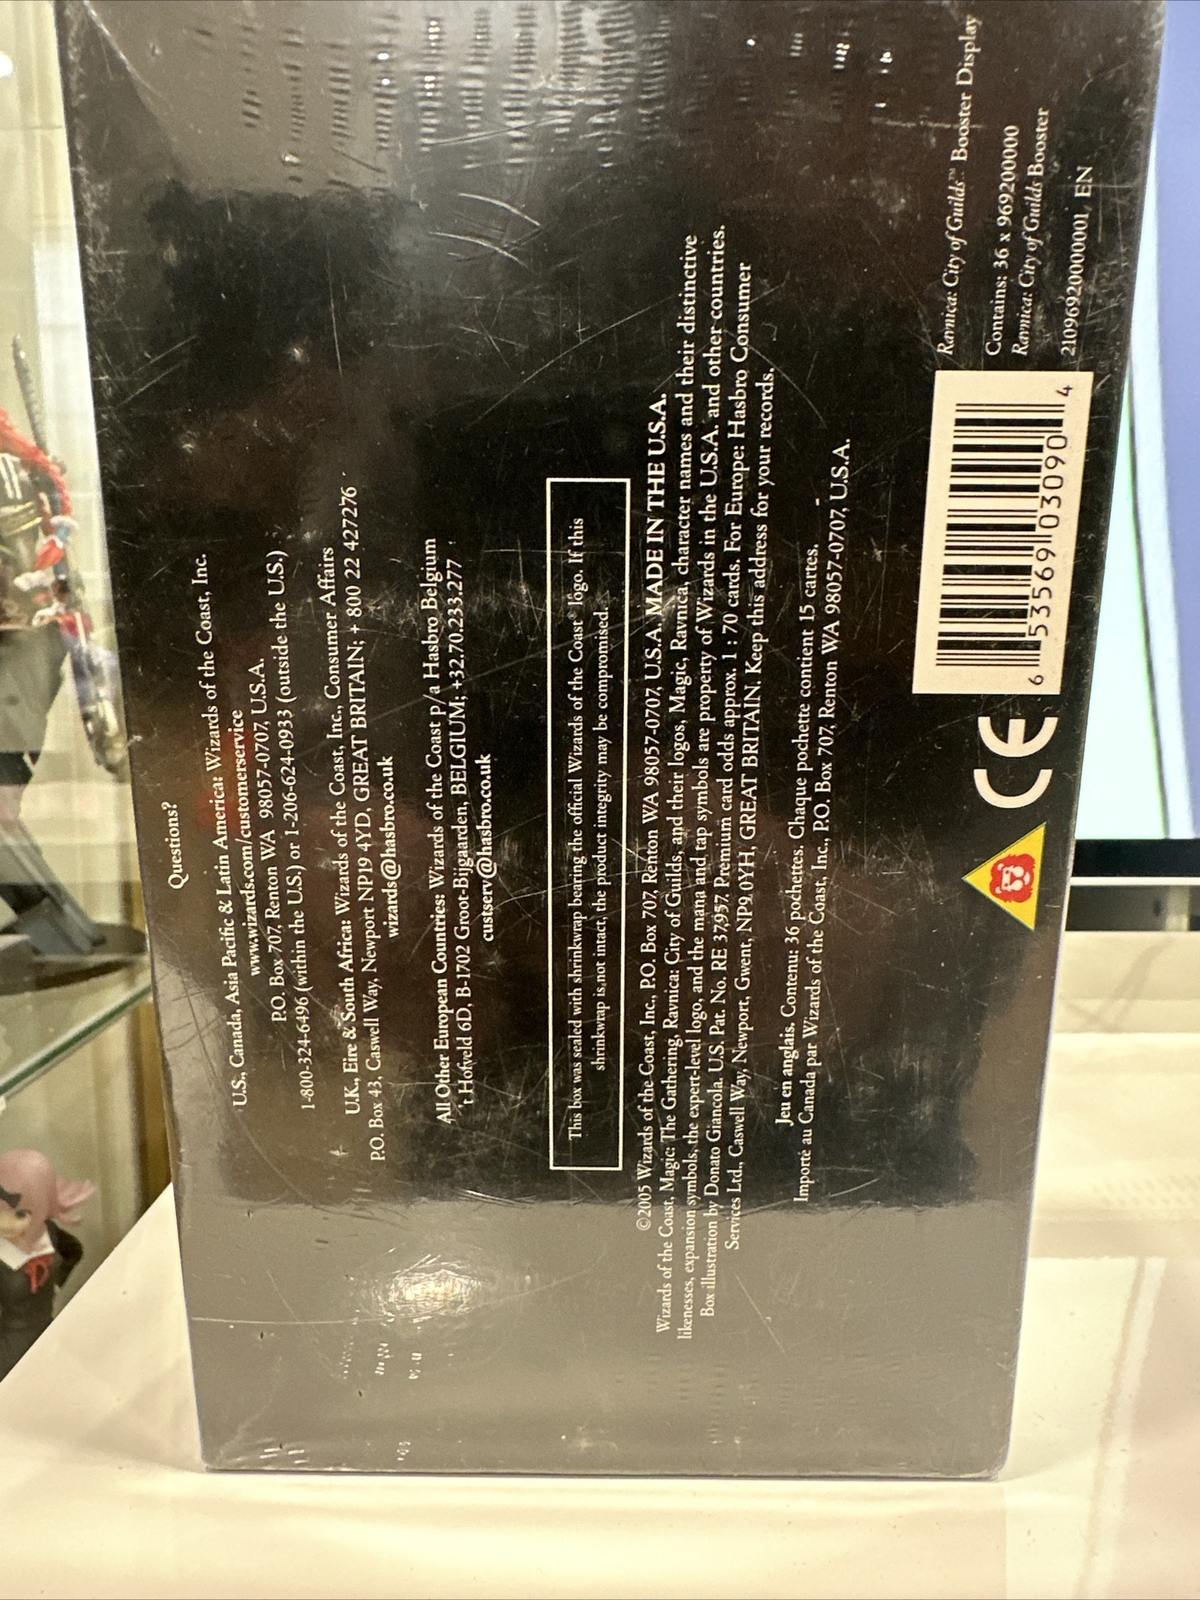 Questions?
U.S., Canada, Asia Pacific & Latin America: Wizards of the Coast, Inc.
www.wizards.com/customerservice
P.O. Box 707, Renton WA 98057-0707, U.S.A.
1-800-324-6496 (within the U.S.) or 1-206-624-0933 (outside the U.S.)
U.K., Eire & South Africa: Wizards of the Coast, Inc., Consumer Affairs
P.O. Box 43, Caswell Way, Newport NP19 4YD, GREAT BRITAIN; + 800 22 427276
wizards@hasbro.co.uk
All Other European Countries: Wizards of the Coast p/a Hasbro Belgium
't Hofveld 6D, B-1702 Groot-Bijgaarden, BELGIUM; +32.70.233.277
custserv@hasbro.co.uk
This box was sealed with shrinkwrap bearing the official Wizards of the Coast® logo. If this
shrinkwrap is not intact, the product integrity may be compromised.
©2005 Wizards of the Coast, Inc., P.O. Box 707, Renton WA 98057-0707, U.S.A. MADE IN THE U.S.A.
Wizards of the Coast, Magic: The Gathering, Ravnica: City of Guilds, and their logos, Magic, Ravnica, character names and their distinctive
likenesses, expansion symbols, the expert-level logo, and the mana and tap symbols are property of Wizards in the U.S.A. and other countries.
Box illustration by Donato Giancola. U.S. Pat. No. RE 37,957. Premium card odds approx. 1 : 70 cards. For Europe: Hasbro Consumer
Services Ltd., Caswell Way, Newport, Gwent, NP9 0YH, GREAT BRITAIN. Keep this address for your records.
Jeu en anglais. Contenu: 36 pochettes. Chaque pochette contient 15 cartes.
Importé au Canada par Wizards of the Coast, Inc., P.O. Box 707, Renton WA 98057-0707, U.S.A.
CE
6 53569 03090 4
Ravnica: City of Guilds™ Booster Display
Contains: 36 x 969200000
Ravnica: City of Guilds Booster
2109692000001 EN